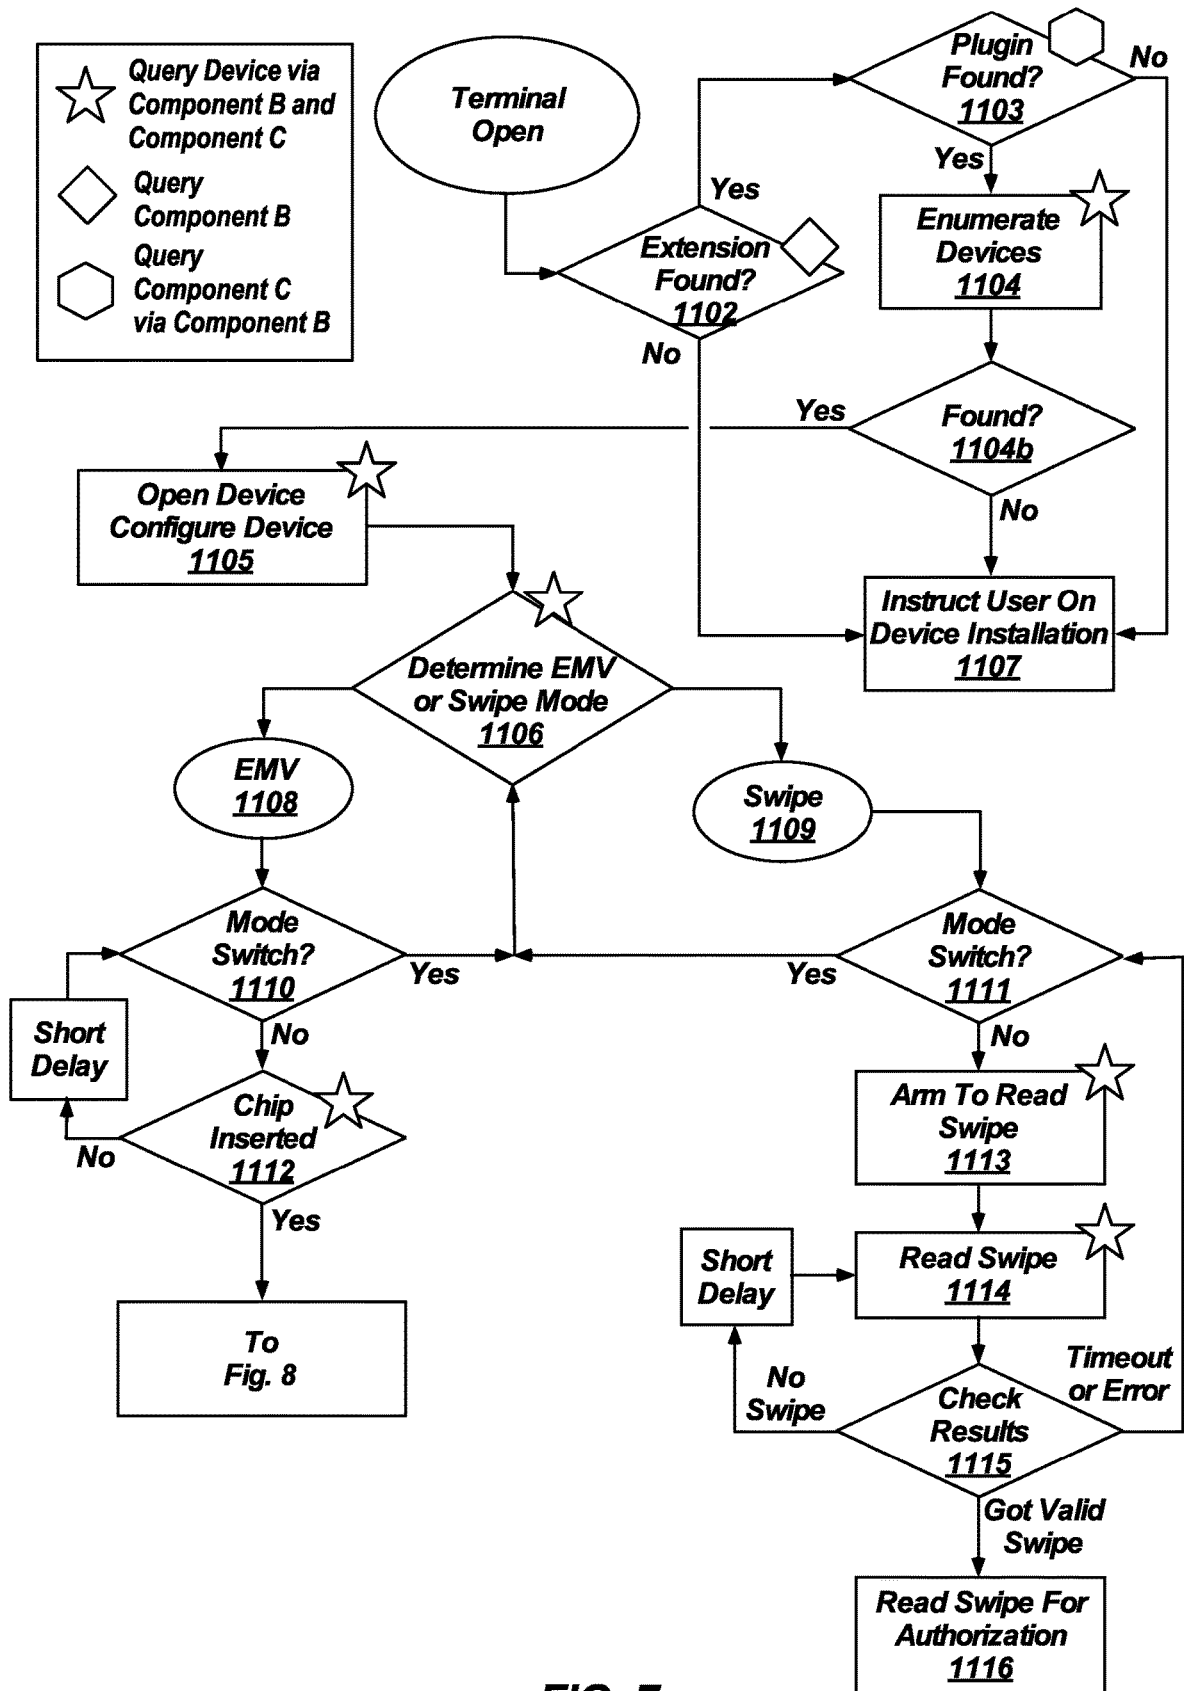 Query Device via
Component B and
Component C
Query
Component B
Query
Component C
via Component B
Terminal
Open
Plugin
Found?
1103
No
Yes
Yes
Extension
Found?
1102
No
Enumerate
Devices
1104
Yes
Found?
1104b
No
Open Device
Configure Device
1105
Instruct User On
Device Installation
1107
Determine EMV
or Swipe Mode
1106
EMV
1108
Swipe
1109
Mode
Switch?
1110
Yes
No
Mode
Switch?
1111
Yes
No
Short
Delay
Chip
Inserted
1112
No
Yes
To
Fig. 8
Arm To Read
Swipe
1113
Short
Delay
Read Swipe
1114
No
Swipe
Timeout
or Error
Check
Results
1115
Got Valid
Swipe
Read Swipe For
Authorization
1116